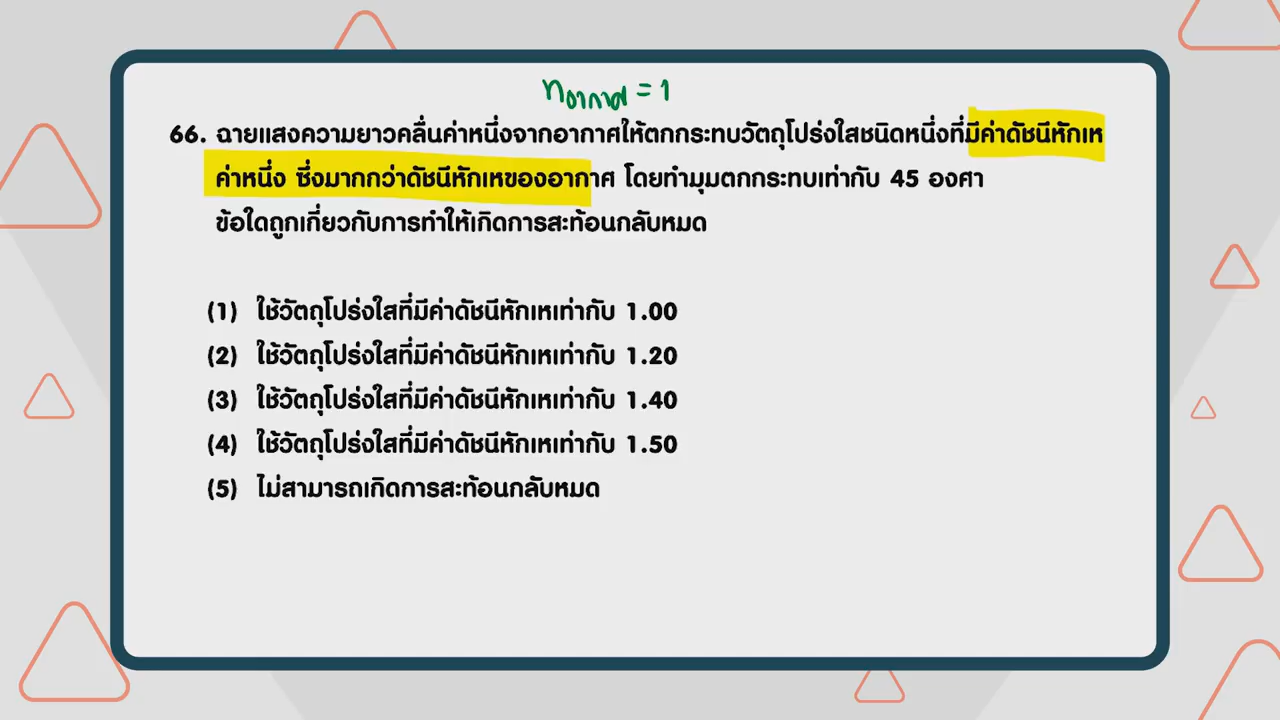 nอากาศ = 1
66. ฉายแสงความยาวคลื่นค่าหนึ่งจากอากาศให้ตกกระทบวัตถุโปร่งใสชนิดหนึ่งที่มีค่าดัชนีหักเห
ค่าหนึ่ง ซึ่งมากกว่าดัชนีหักเหของอากาศ โดยทำมุมตกกระทบเท่ากับ 45 องศา
ข้อใดถูกเกี่ยวกับการทำให้เกิดการสะท้อนกลับหมด
(1) ใช้วัตถุโปร่งใสที่มีค่าดัชนีหักเหเท่ากับ 1.00
(2) ใช้วัตถุโปร่งใสที่มีค่าดัชนีหักเหเท่ากับ 1.20
(3) ใช้วัตถุโปร่งใสที่มีค่าดัชนีหักเหเท่ากับ 1.40
(4) ใช้วัตถุโปร่งใสที่มีค่าดัชนีหักเหเท่ากับ 1.50
(5) ไม่สามารถเกิดการสะท้อนกลับหมด